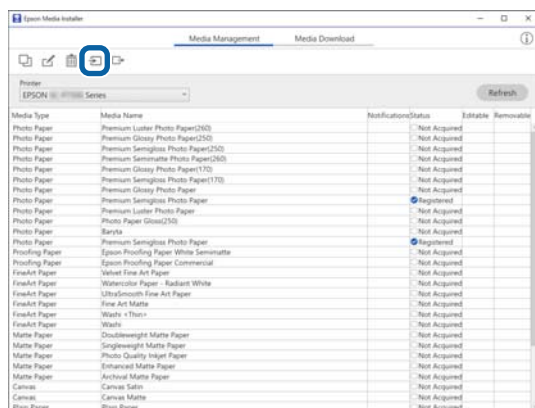 Epson Media Installer
Media Management Media Download
Printer
EPSON Series
Refresh
Media Type Media Name Notifications Status Editable Removable
Photo Paper Premium Luster Photo Paper(260) Not Acquired
Photo Paper Premium Glossy Photo Paper(250) Not Acquired
Photo Paper Premium Semigloss Photo Paper(250) Not Acquired
Photo Paper Premium Semimatte Photo Paper(260) Not Acquired
Photo Paper Premium Glossy Photo Paper(170) Not Acquired
Photo Paper Premium Semigloss Photo Paper(170) Not Acquired
Photo Paper Premium Glossy Photo Paper Not Acquired
Photo Paper Premium Semigloss Photo Paper Registered
Photo Paper Premium Luster Photo Paper Not Acquired
Photo Paper Photo Paper Gloss(250) Not Acquired
Photo Paper Baryta Not Acquired
Photo Paper Premium Semigloss Photo Paper Registered
Proofing Paper Epson Proofing Paper White Semimatte Not Acquired
Proofing Paper Epson Proofing Paper Commercial Not Acquired
FineArt Paper Velvet Fine Art Paper Not Acquired
FineArt Paper Watercolor Paper - Radiant White Not Acquired
FineArt Paper UltraSmooth Fine Art Paper Not Acquired
FineArt Paper Fine Art Matte Not Acquired
FineArt Paper Washi <Thin> Not Acquired
FineArt Paper Washi Not Acquired
Matte Paper Doubleweight Matte Paper Not Acquired
Matte Paper Singleweight Matte Paper Not Acquired
Matte Paper Photo Quality Inkjet Paper Not Acquired
Matte Paper Enhanced Matte Paper Not Acquired
Matte Paper Archival Matte Paper Not Acquired
Canvas Canvas Satin Not Acquired
Canvas Canvas Matte Not Acquired
Plain Paper Plain Paper Not Acquired